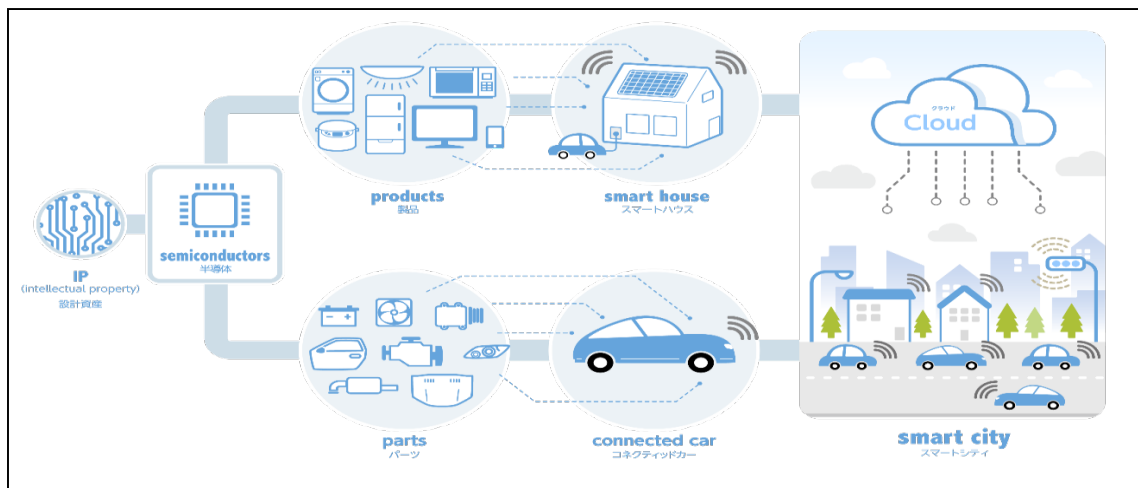 IP
(intellectual property)
設計資産
semiconductors
半導体
products
製品
smart house
スマートハウス
parts
パーツ
connected car
コネクティッドカー
クラウド
Cloud
smart city
スマートシティ